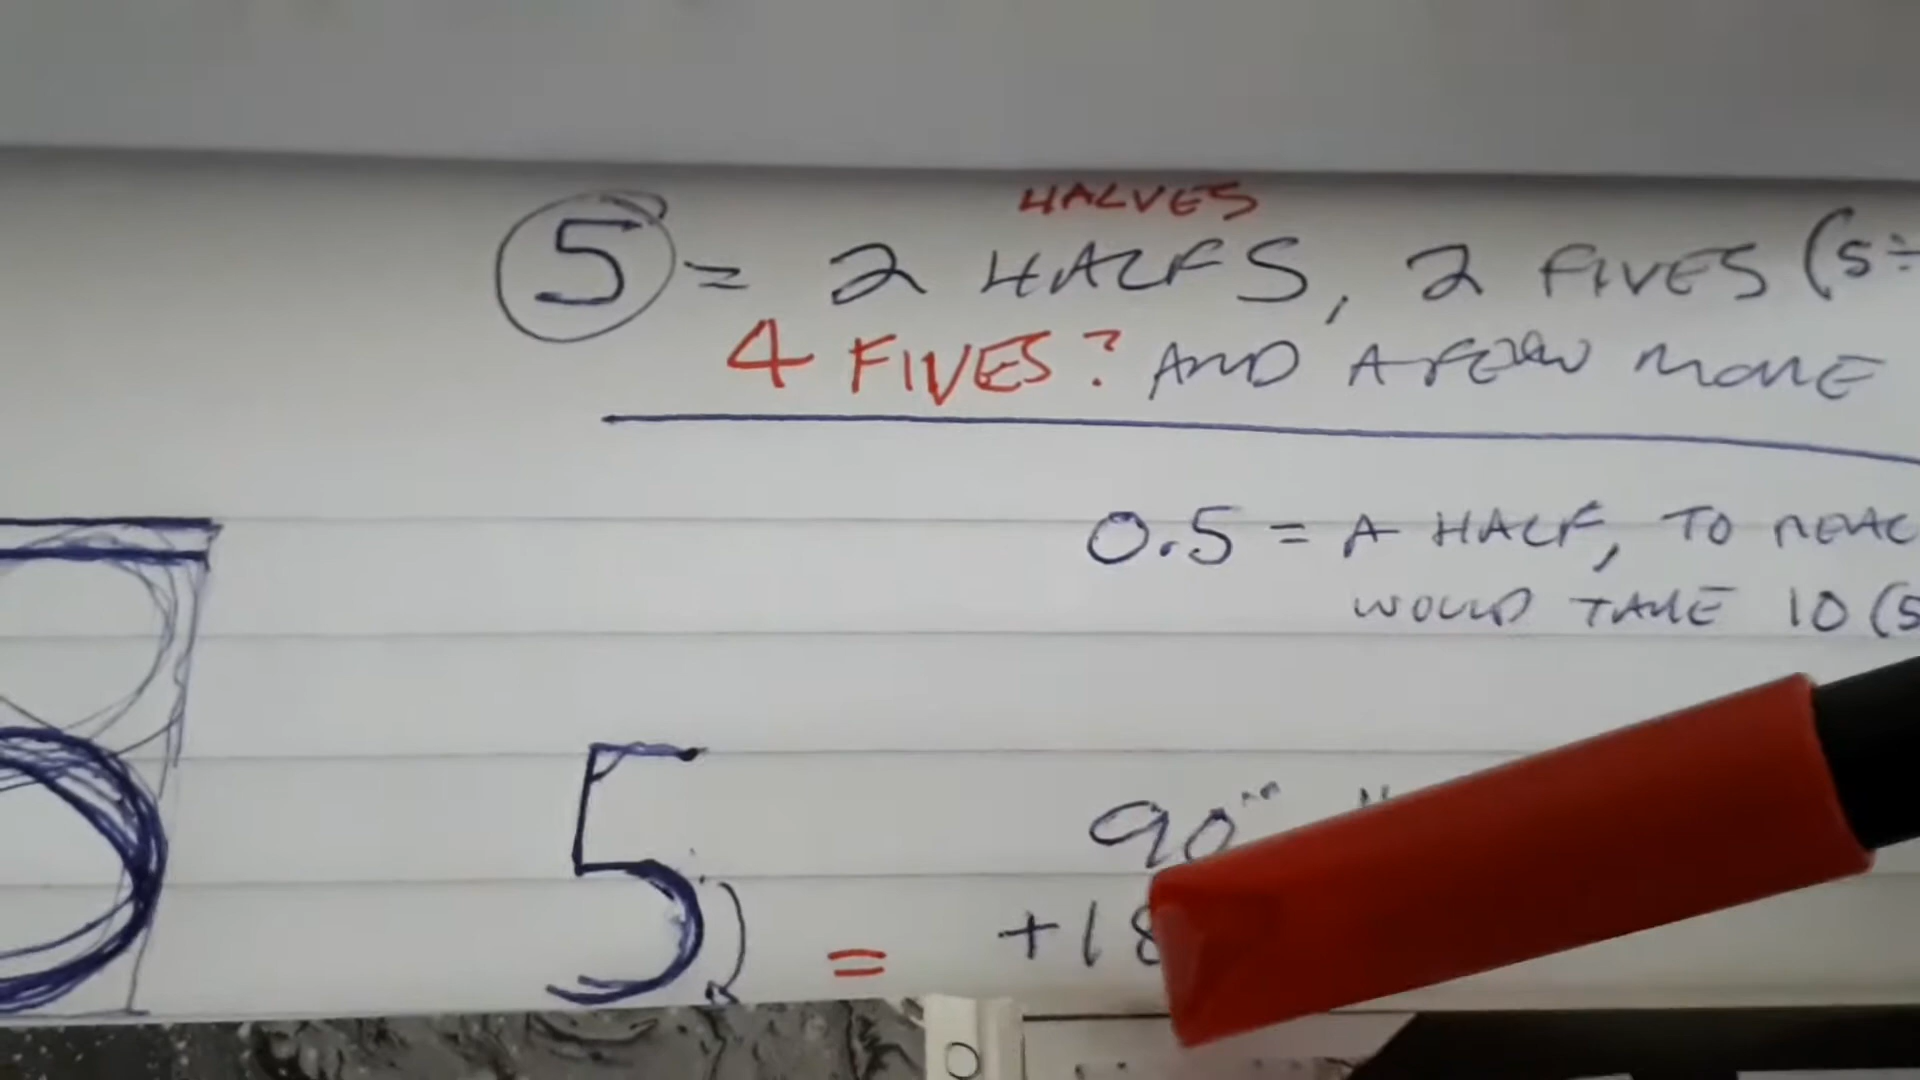 HALVES
5 = 2 HALFS, 2 FIVES (5÷
4 FIVES? AND A FEW MORE
0.5 = A HALF, TO REAC
WOULD TAKE 10 (5
90
5 = +18